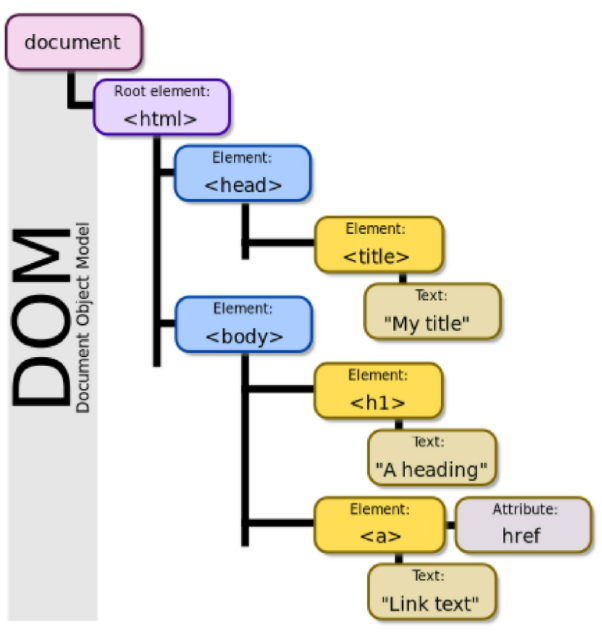 document
Root element:
<html>
Element:
<head>
Element:
<title>
Text:
"My title"
Element:
<body>
Element:
<h1>
Text:
"A heading"
Element:
<a>
Attribute:
href
Text:
"Link text"
DOM
Document Object Model